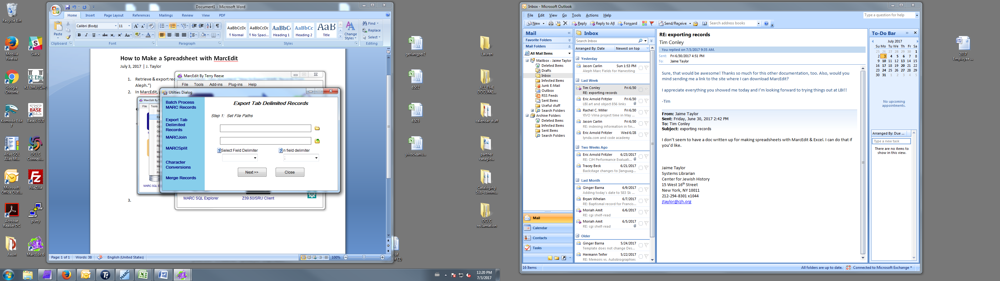 Recycle Bin
Mozilla
Firefox
Slack
Google
Chrome
KE EMu (CJH)
Komodo Edit
7
BaseX GUI
Atlas SQL
Alias M...
OCLC
Connexi...
Microsoft
Office Outl...
FileZilla
Acrobat
Reader DC
putty
Aeon
MarcEdit 6
Document1 - Microsoft Word
Home
Insert
Page Layout
References
Mailings
Review
View
PDF
Paste
Clipboard
Calibri (Body)
11
Font
Paragraph
AaBbCcDc
¶ Normal
AaBbCcDc
¶ No Spaci...
AaBbCc
Heading 1
AaBbCc
Heading 2
AaB
Title
Change
Styles
Styles
Find
Replace
Select
Editing
How to Make a Spreadsheet with MarcEdit
July 3, 2017 | J. Taylor
1. Retrieve & export
Aleph.")
2. In MarcEdit,
3.
MarcEdit By Terry Reese
File Tools Add-ins Plug-ins Help
MARC SQL Explorer
Z39.50/SRU Client
Utilties Dialog
Batch Process
MARC Records
Export Tab
Delimited
Records
MARCJoin
MARCSplit
Character
Conversions
Merge Records
Export Tab Delimited Records
Step 1: Set File Paths
Select Field Delimiter
n field delimiter
;
Next >>
Close
Page: 1 of 1
Words: 38
English (United States)
100%
12:20 PM
7/3/2017
gerlangper2
6502
6505
yivocleanu...
Lauren
ALL THE
DOCUME...
calendar stuff
partner
cataglo...
Cataloging
Sub-comm...
OCLC
reclamation
Inbox - Microsoft Outlook
File Edit View Go Tools Actions Help
Type a question for help
New
Reply
Reply to All
Forward
Send/Receive
Search address books
Mail
Favorite Folders
Mail Folders
All Mail Items
Mailbox - Jaime Taylor
Deleted Items
Drafts
Inbox
Infected Items
Junk E-Mail
Outbox
RSS Feeds
Sent Items
Useful stuff
Search Folders
Archive Folders
Deleted Items
Infected Items
Sent Items
Search Folders
Mail
Calendar
Contacts
Tasks
16 Items
Inbox
Search Inbox
Arranged By: Date
Newest on top
Yesterday
Jason Carlin Sun 1:53 PM
Aleph Marc Fields for Harvesting
Last Week
Tim Conley Fri 6/30
RE: exporting records
Eric Arnold Fritzler Fri 6/30
LBI art and object 856 links
Rachel C. Miller Fri 6/30
YIVO Vilna project time in May ...
Jason Carlin Fri 6/30
RE: indexing information in fin...
Eric Arnold Fritzler Wed 6/28
lynda.com and code academy
Two Weeks Ago
Eric Arnold Fritzler 6/23/2017
RE: CJH Performance Evaluati...
Tracey Beck 6/21/2017
Backstage changes to [languag...
Last Month
Ginger Barna 6/9/2017
Adding today's date to 583 $k ...
Bryan Whelan 6/7/2017
RE: Baptismal record for Francis...
Moriah Amit 6/6/2017
RE: cgi shelf-read
Moriah Amit 6/5/2017
RE: cgi shelf-read
Older
Ginger Barna 5/24/2017
Template does not change Des...
Hermann Teifer 5/22/2017
RE: Memoirs vs. Autobiographies
RE: exporting records
Tim Conley
You replied on 7/3/2017 9:35 AM.
Sent: Fri 6/30/2017 4:51 PM
To: Jaime Taylor
Sure, that would be awesome! Thanks so much for this other documentation, too. Also, would you
mind sending me a link to the site where I can download MarcEdit?
I appreciate everything you showed me today and I'm looking forward to trying things out at LBI!!
-Tim
From: Jaime Taylor
Sent: Friday, June 30, 2017 2:42 PM
To: Tim Conley
Subject: exporting records
I don't seem to have a doc written up for making spreadsheets with MarcEdit & Excel. I can do that if
you'd like.
Jaime Taylor
Systems Librarian
Center for Jewish History
15 West 16th Street
New York, NY 10011
212-294-8301 x1044
jtaylor@cjh.org
To-Do Bar
July 2017
Su Mo Tu We Th Fr Sa
25 26 27 28 29 30 1
2 3 4 5 6 7 8
9 10 11 12 13 14 15
16 17 18 19 20 21 22
23 24 25 26 27 28 29
30 31 1 2 3 4 5
No upcoming
appointments.
Arranged By: Due ...
Type a new task
There are no items to
show in this view.
All folders are up to date.
Connected to Microsoft Exchange
2017
Employee ...